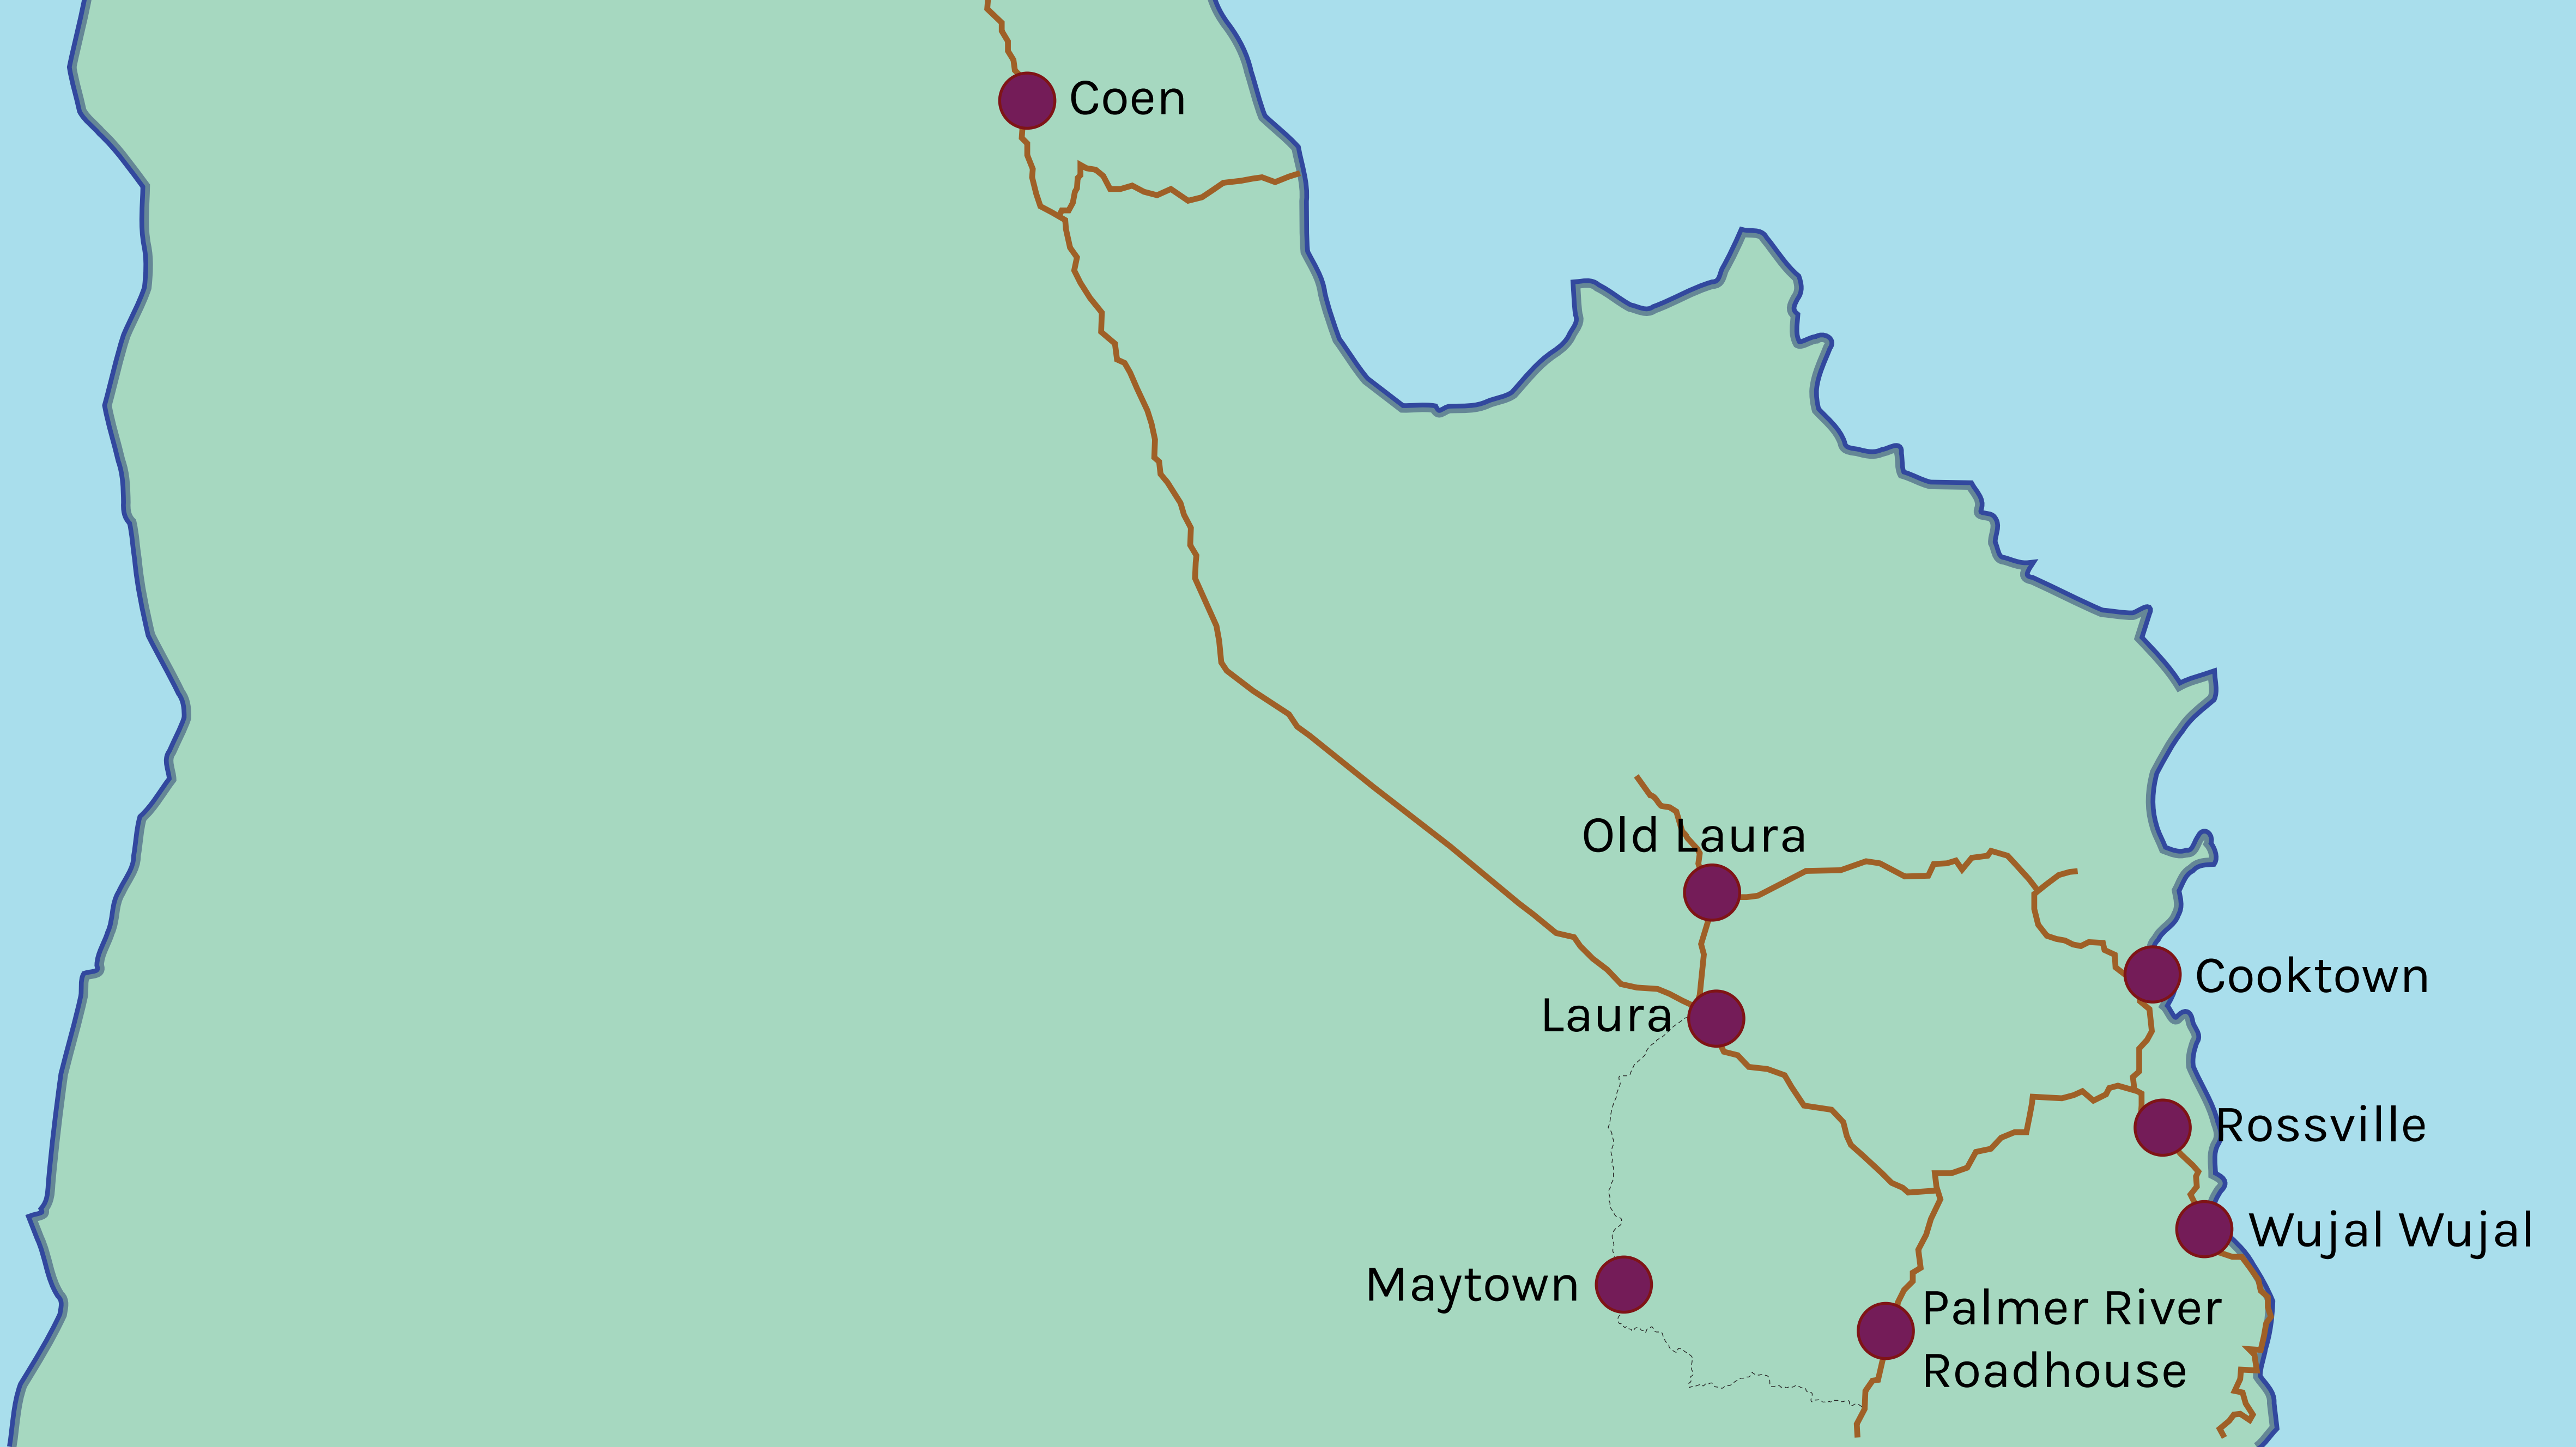 Coen
Old Laura
Cooktown
Laura
Rossville
Wujal Wujal
Maytown
Palmer River
Roadhouse